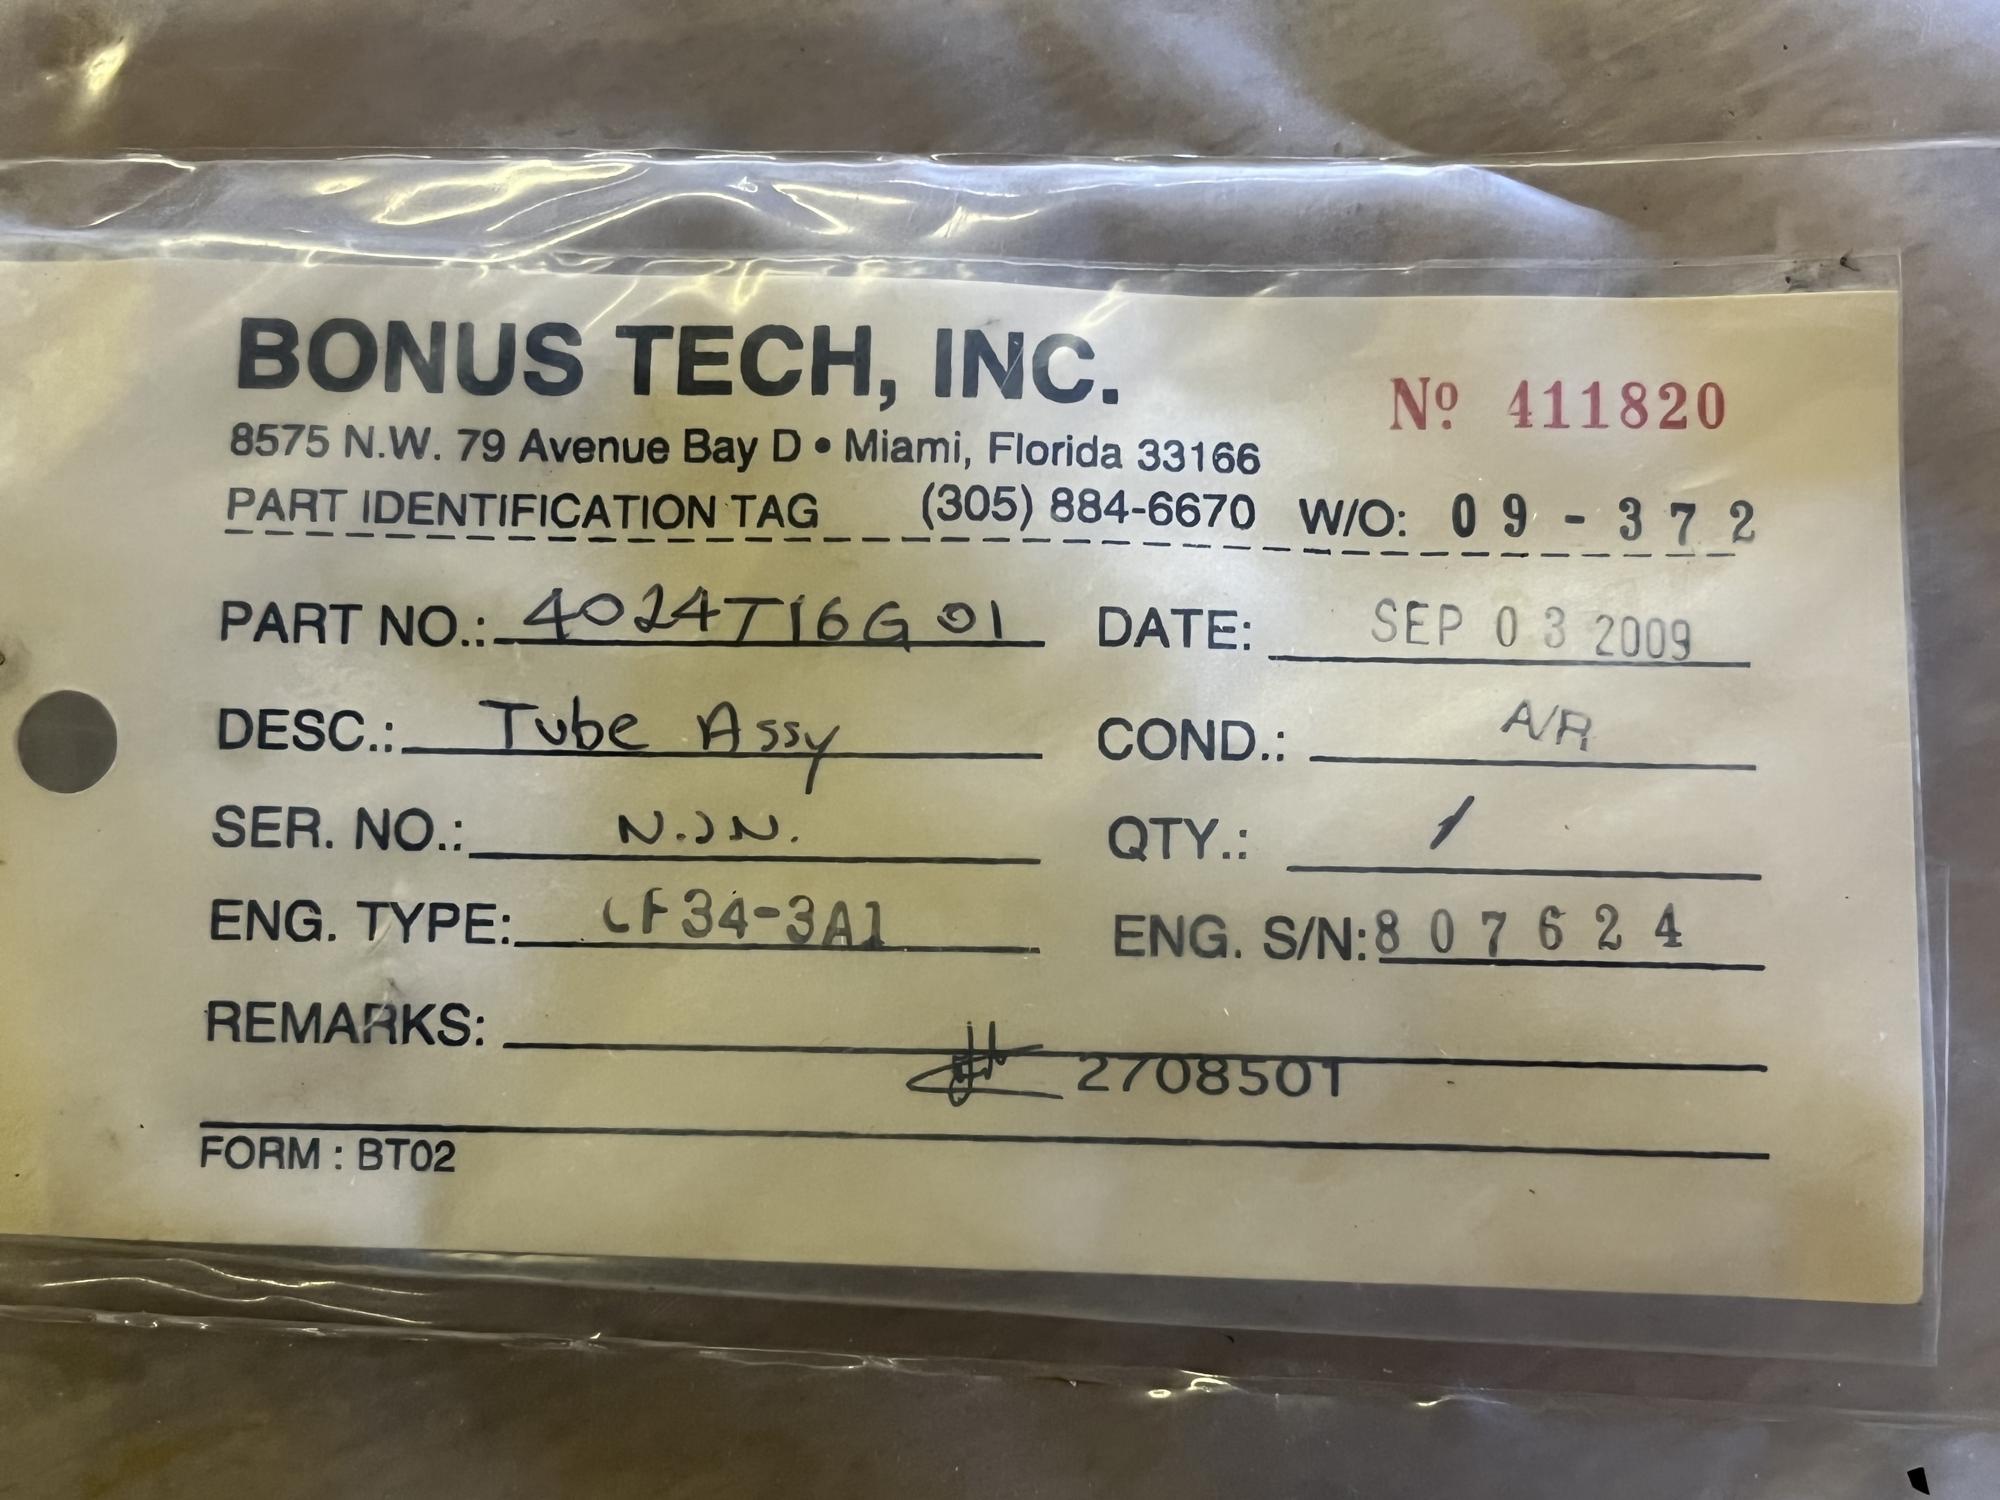 BONUS TECH, INC.
Nº 411820
8575 N.W. 79 Avenue Bay D • Miami, Florida 33166
PART IDENTIFICATION TAG (305) 884-6670 W/O: 09-372
PART NO.: 4024T16G01 DATE: SEP 03 2009
DESC.: Tube Assy COND.: A/R
SER. NO.: QTY.: 1
ENG. TYPE: CF34-3A1 ENG. S/N: 807624
REMARKS:
2708501
FORM : BT02